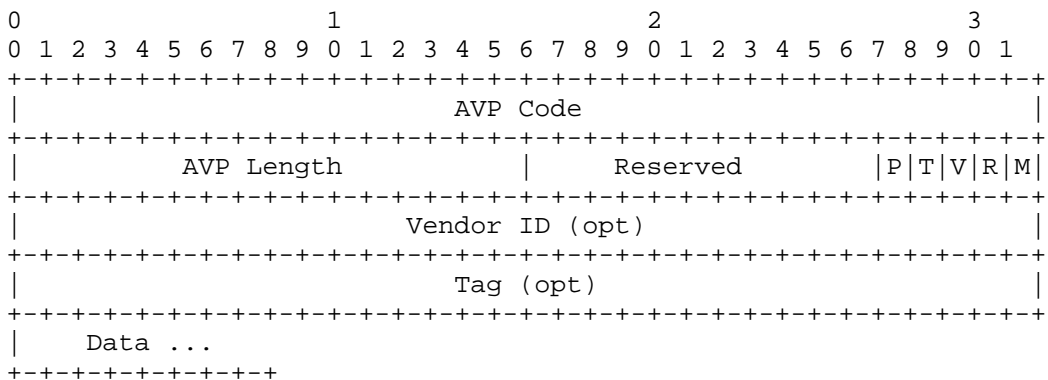 0                   1                   2                   3
0 1 2 3 4 5 6 7 8 9 0 1 2 3 4 5 6 7 8 9 0 1 2 3 4 5 6 7 8 9 0 1
+-+-+-+-+-+-+-+-+-+-+-+-+-+-+-+-+-+-+-+-+-+-+-+-+-+-+-+-+-+-+-+-+
|                           AVP Code                            |
+-+-+-+-+-+-+-+-+-+-+-+-+-+-+-+-+-+-+-+-+-+-+-+-+-+-+-+-+-+-+-+-+
|          AVP Length           |     Reserved        |P|T|V|R|M|
+-+-+-+-+-+-+-+-+-+-+-+-+-+-+-+-+-+-+-+-+-+-+-+-+-+-+-+-+-+-+-+-+
|                        Vendor ID (opt)                        |
+-+-+-+-+-+-+-+-+-+-+-+-+-+-+-+-+-+-+-+-+-+-+-+-+-+-+-+-+-+-+-+-+
|                           Tag (opt)                           |
+-+-+-+-+-+-+-+-+-+-+-+-+-+-+-+-+-+-+-+-+-+-+-+-+-+-+-+-+-+-+-+-+
|    Data ...
+-+-+-+-+-+-+-+-+